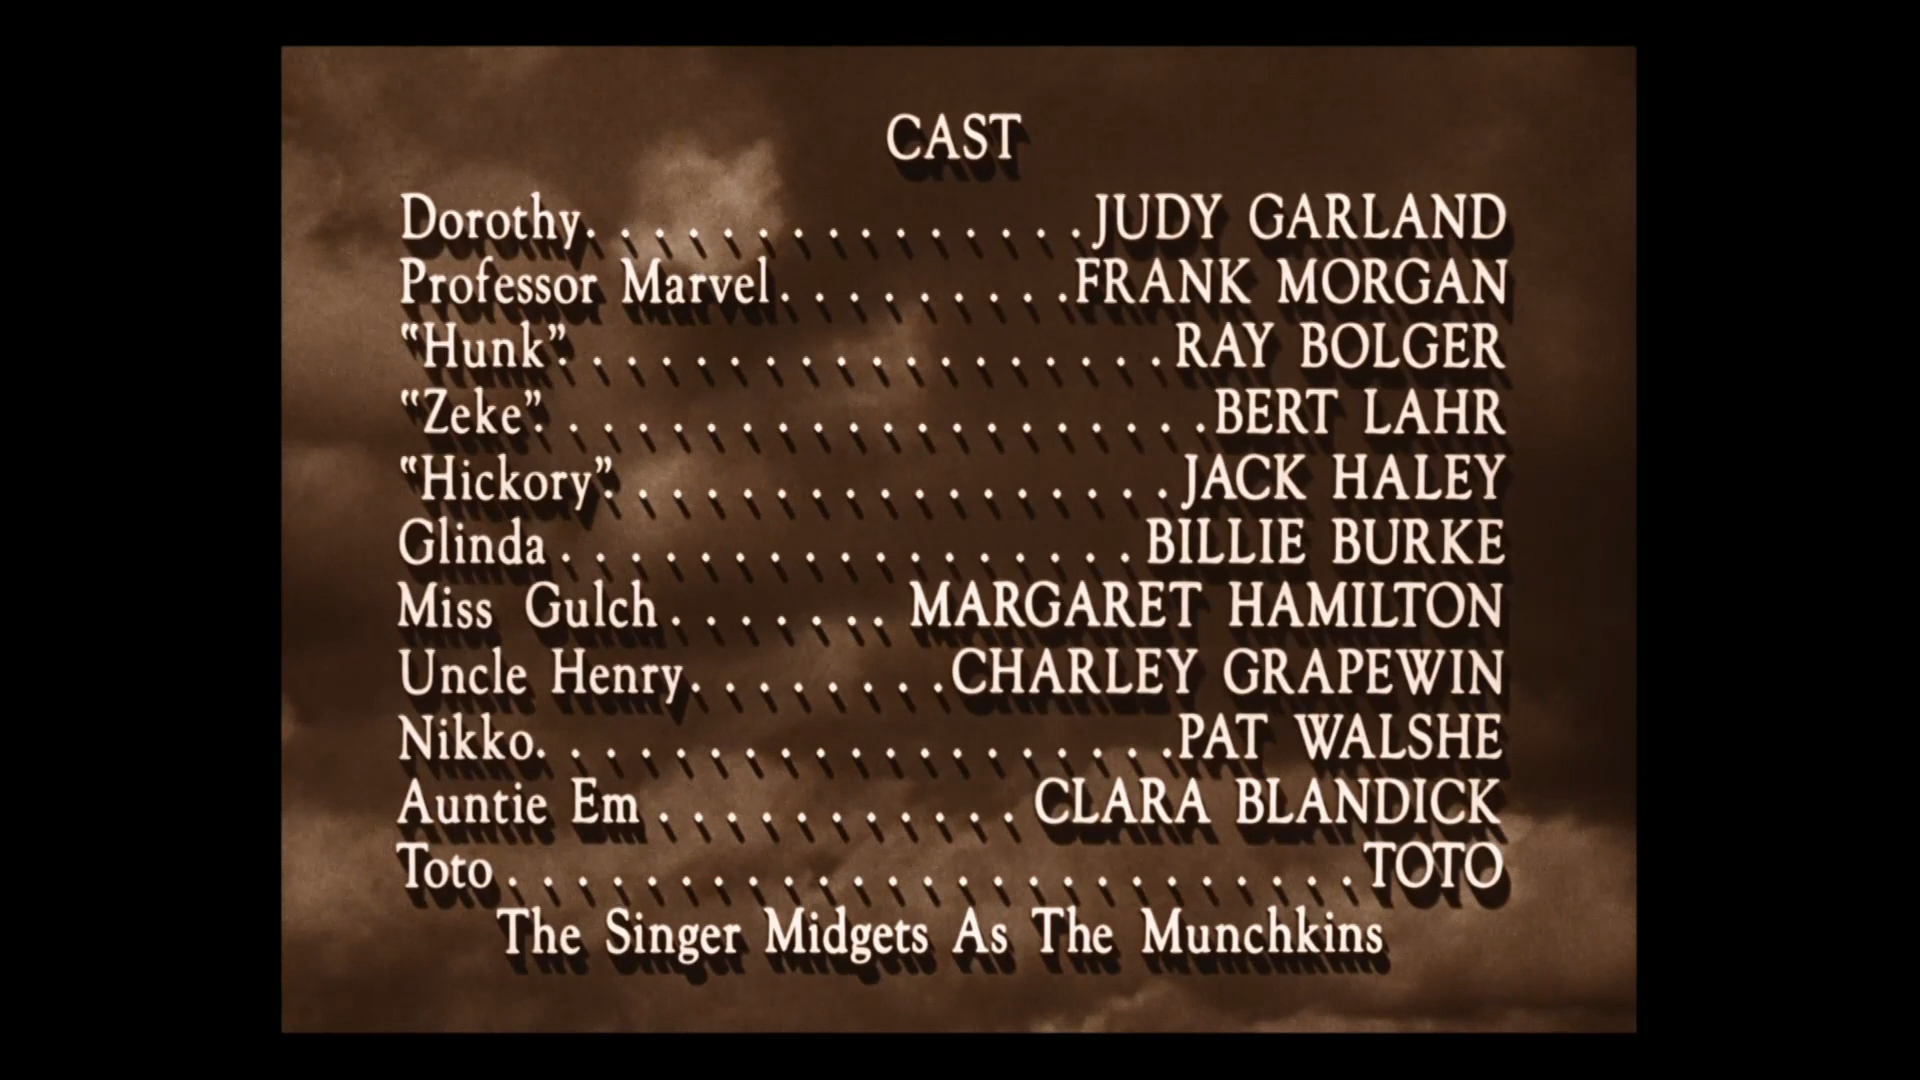 CAST
Dorothy. . . . . . . . . . . . . . . JUDY GARLAND
Professor Marvel. . . . . . . . . FRANK MORGAN
“Hunk”. . . . . . . . . . . . . . . . . . RAY BOLGER
“Zeke”. . . . . . . . . . . . . . . . . . . . BERT LAHR
“Hickory”. . . . . . . . . . . . . . . . . JACK HALEY
Glinda . . . . . . . . . . . . . . . . . BILLIE BURKE
Miss Gulch . . . . . . . MARGARET HAMILTON
Uncle Henry. . . . . . . . CHARLEY GRAPEWIN
Nikko. . . . . . . . . . . . . . . . . . . PAT WALSHE
Auntie Em . . . . . . . . . . . CLARA BLANDICK
Toto . . . . . . . . . . . . . . . . . . . . . . . . . TOTO
The Singer Midgets As The Munchkins